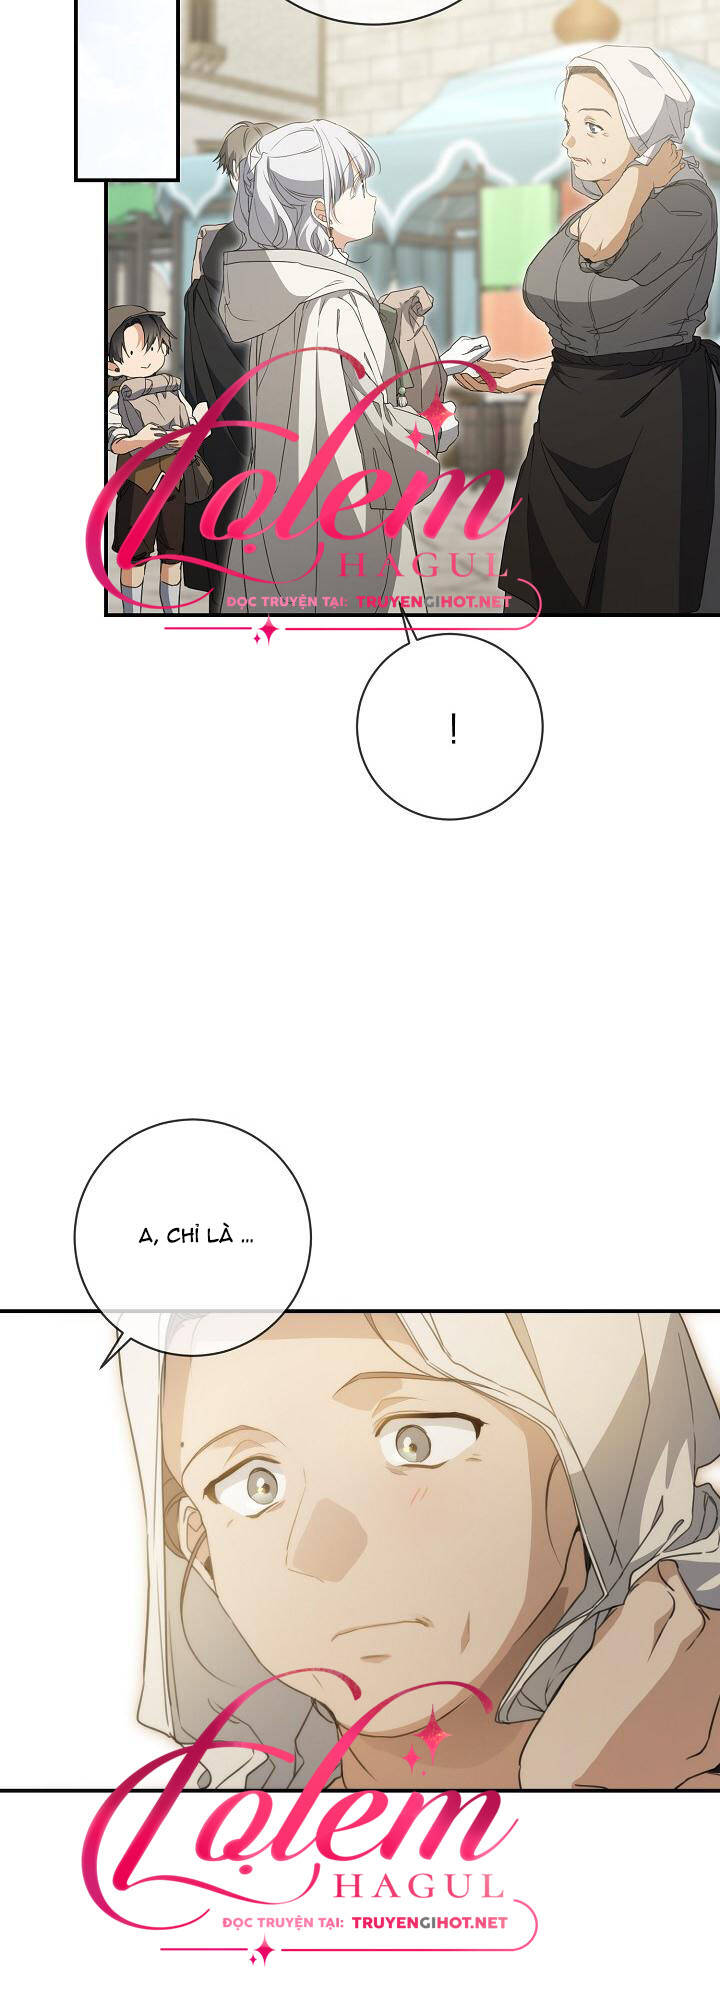 Lọlem
HAGUL
ĐỌC TRUYỆN TẠI: TRUYENGIHOT.NET
!
A, CHỈ LÀ ...
Lọlem
HAGUL
ĐỌC TRUYỆN TẠI: TRUYENGIHOT.NET